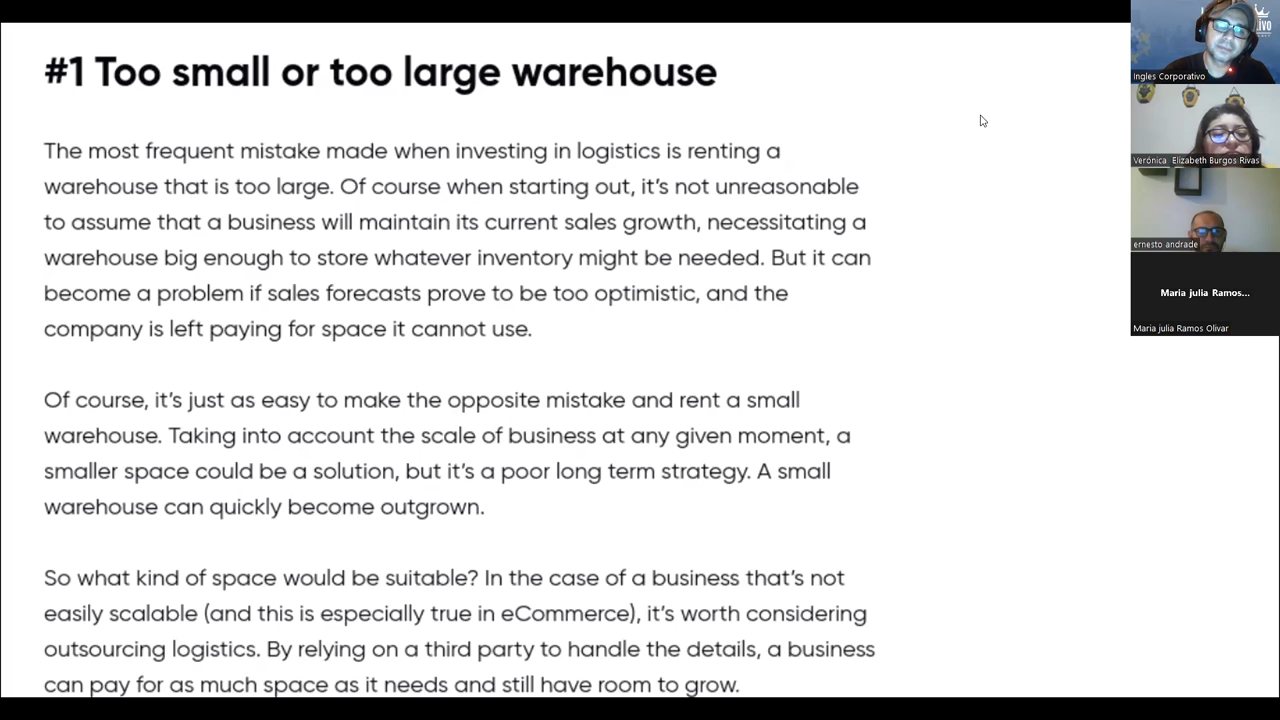 #1 Too small or too large warehouse
The most frequent mistake made when investing in logistics is renting a
warehouse that is too large. Of course when starting out, it's not unreasonable
to assume that a business will maintain its current sales growth, necessitating a
warehouse big enough to store whatever inventory might be needed. But it can
become a problem if sales forecasts prove to be too optimistic, and the
company is left paying for space it cannot use.
Of course, it's just as easy to make the opposite mistake and rent a small
warehouse. Taking into account the scale of business at any given moment, a
smaller space could be a solution, but it's a poor long term strategy. A small
warehouse can quickly become outgrown.
So what kind of space would be suitable? In the case of a business that's not
easily scalable (and this is especially true in eCommerce), it's worth considering
outsourcing logistics. By relying on a third party to handle the details, a business
can pay for as much space as it needs and still have room to grow.
Ingles Corporativo
Verónica Elizabeth Burgos Rivas
ernesto andrade
Maria julia Ramos...
Maria julia Ramos Olivar